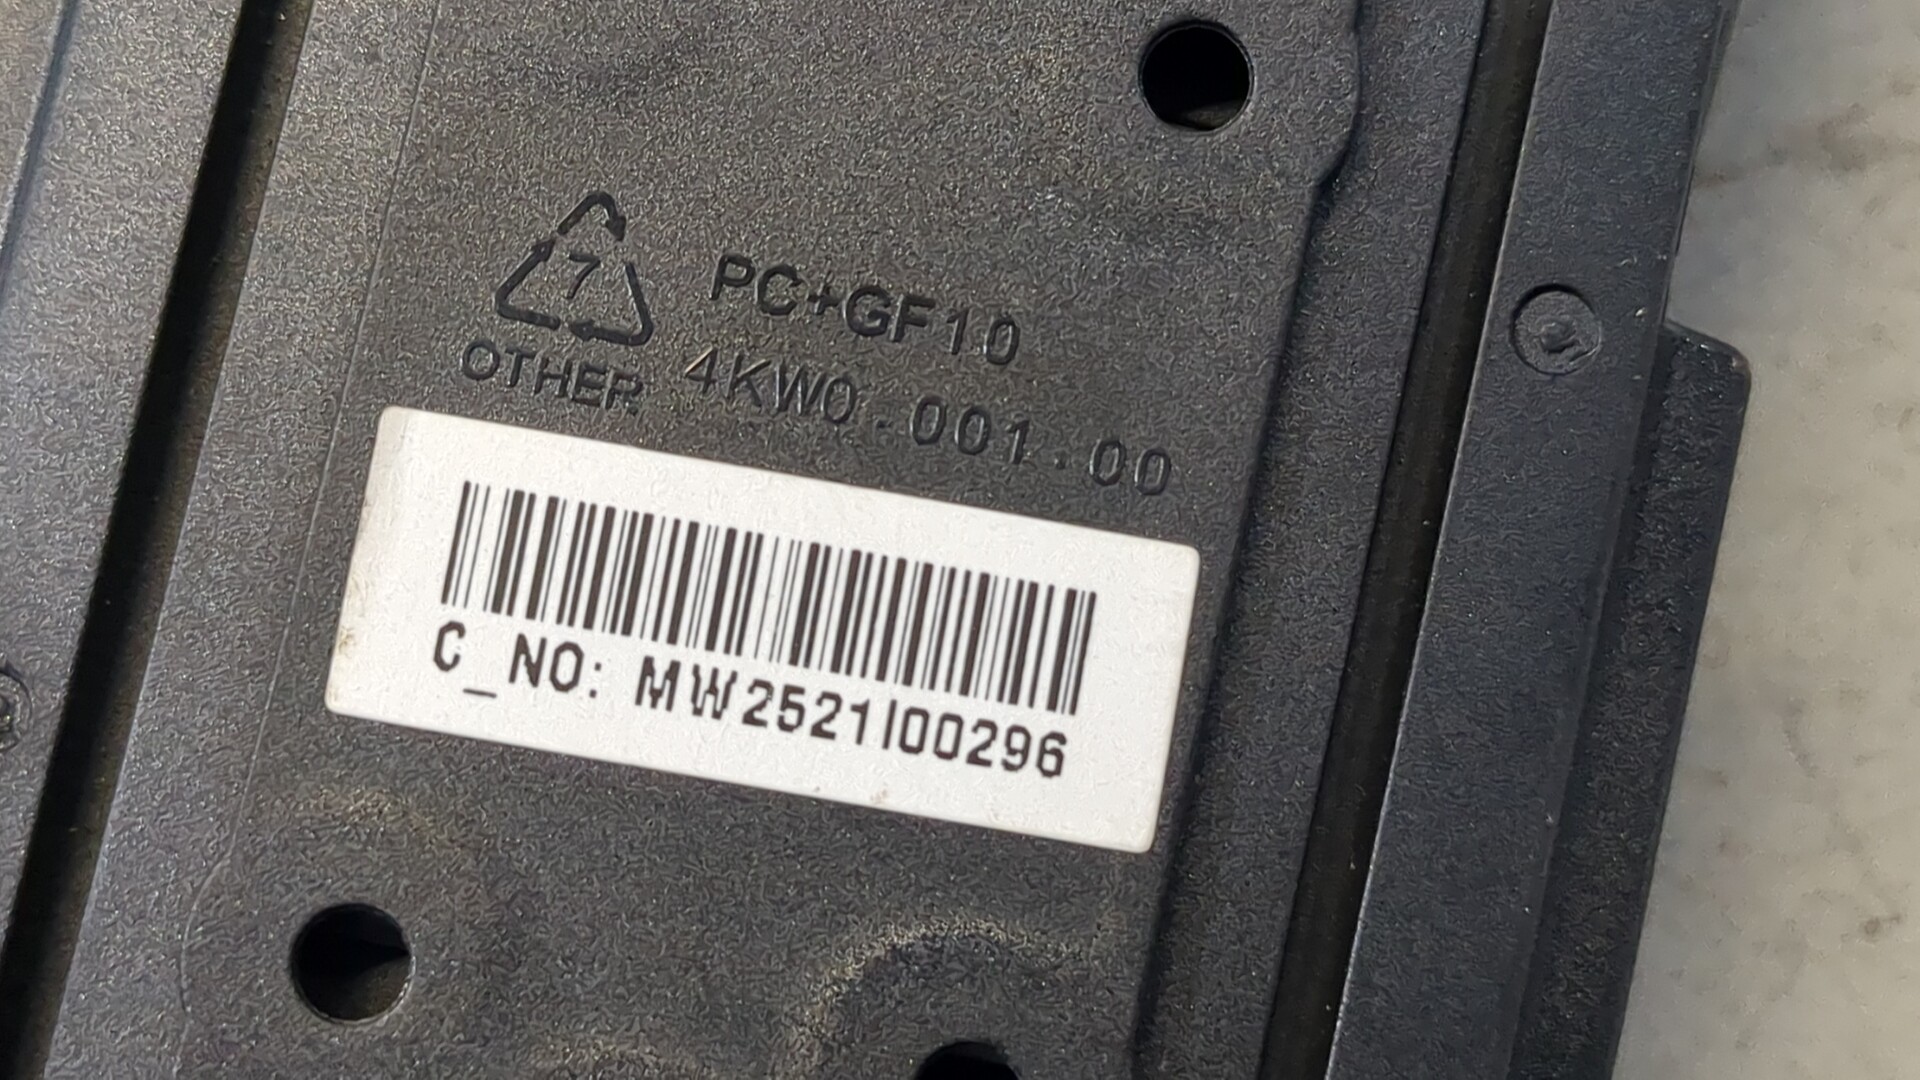 7
PC+GF10
OTHER
4KW0.001.00
C_NO: MW2521I00296